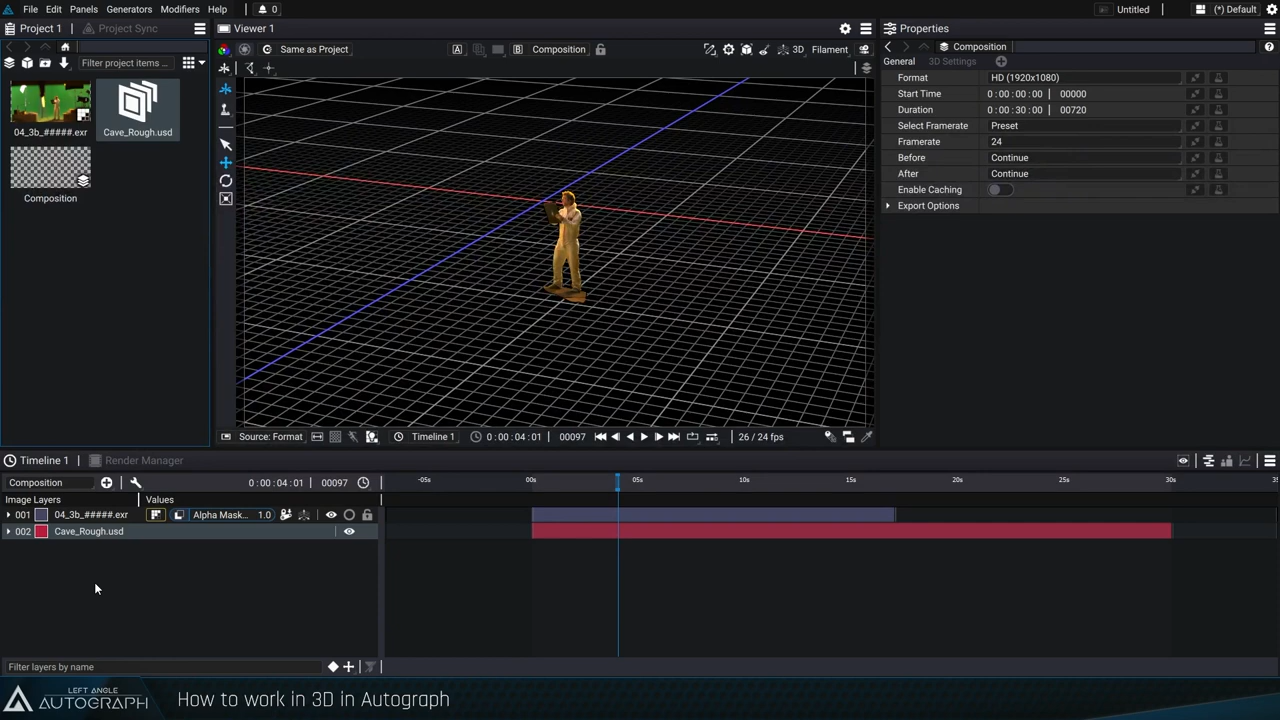 File Edit Panels Generators Modifiers Help 0 Untitled (*) Default
Project 1 Project Sync Viewer 1 Properties
Same as Project A B Composition 3D Filament Composition
Filter project items ... General 3D Settings
04_3b_#####.exr Cave_Rough.usd
Composition
Format HD (1920x1080)
Start Time 0 : 00 : 00 : 00 00000
Duration 0 : 00 : 30 : 00 00720
Select Framerate Preset
Framerate 24
Before Continue
After Continue
Enable Caching
Export Options
Source: Format Timeline 1 0 : 00 : 04 : 01 00097 26 / 24 fps
Timeline 1 Render Manager
Composition 0 : 00 : 04 : 01 00097 -05s 00s 05s 10s 15s 20s 25s 30s 35
Image Layers Values
001 04_3b_#####.exr Alpha Mask... 1.0
002 Cave_Rough.usd
Filter layers by name
LEFT ANGLE
AUTOGRAPH How to work in 3D in Autograph